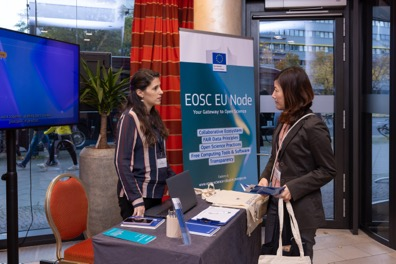 EOSC EU Node
Your Gateway to Open Science
Collaborative Ecosystem
FAIR Data Principles
Open Science Practices
Free Computing Tools & Software
Transparency